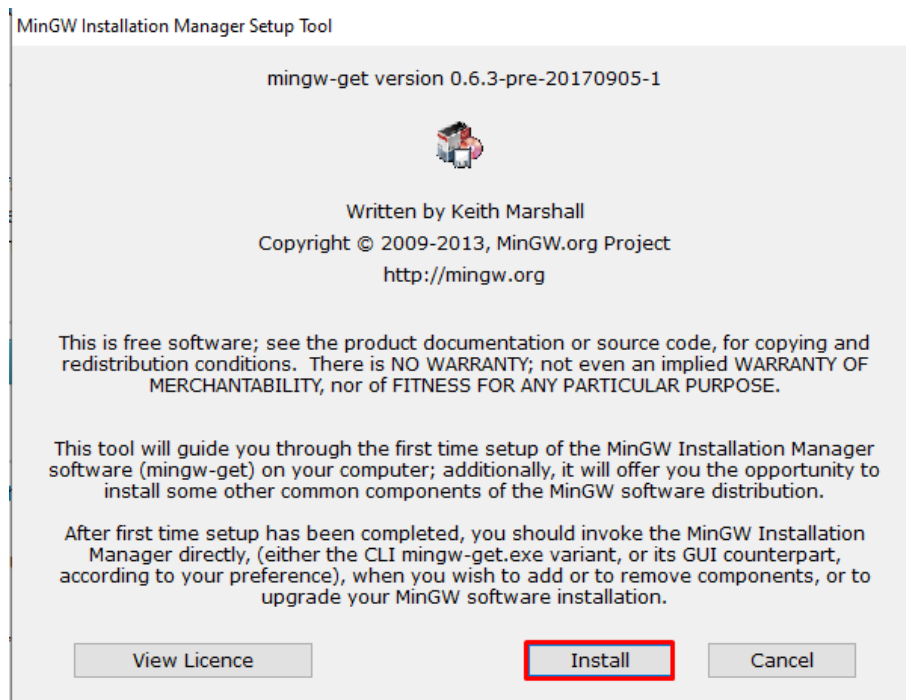 MinGW Installation Manager Setup Tool
mingw-get version 0.6.3-pre-20170905-1
Written by Keith Marshall
Copyright © 2009-2013, MinGW.org Project
http://mingw.org
This is free software; see the product documentation or source code, for copying and
redistribution conditions.  There is NO WARRANTY; not even an implied WARRANTY OF
MERCHANTABILITY, nor of FITNESS FOR ANY PARTICULAR PURPOSE.
This tool will guide you through the first time setup of the MinGW Installation Manager
software (mingw-get) on your computer; additionally, it will offer you the opportunity to
install some other common components of the MinGW software distribution.
After first time setup has been completed, you should invoke the MinGW Installation
Manager directly, (either the CLI mingw-get.exe variant, or its GUI counterpart,
according to your preference), when you wish to add or to remove components, or to
upgrade your MinGW software installation.
View Licence
Install
Cancel